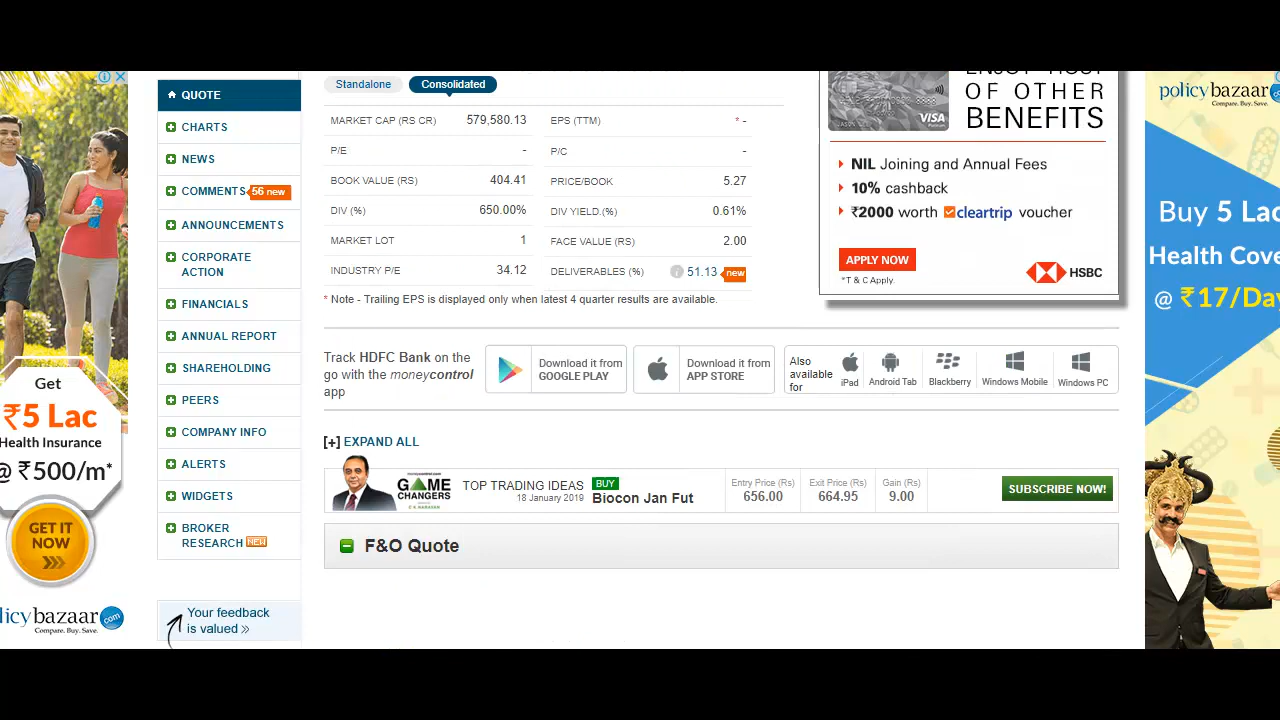 QUOTE
CHARTS
NEWS
COMMENTS 56 new
ANNOUNCEMENTS
CORPORATE
ACTION
FINANCIALS
ANNUAL REPORT
SHAREHOLDING
PEERS
COMPANY INFO
ALERTS
WIDGETS
BROKER
RESEARCH NEW
Your feedback
is valued »
Standalone Consolidated
MARKET CAP (RS CR) 579,580.13 EPS (TTM) * -
P/E - P/C -
BOOK VALUE (RS) 404.41 PRICE/BOOK 5.27
DIV (%) 650.00% DIV YIELD.(%) 0.61%
MARKET LOT 1 FACE VALUE (RS) 2.00
INDUSTRY P/E 34.12 DELIVERABLES (%) 51.13 new
* Note - Trailing EPS is displayed only when latest 4 quarter results are available.
Track HDFC Bank on the
go with the moneycontrol
app
Download it from
GOOGLE PLAY
Download it from
APP STORE
Also
available
for
iPad Android Tab Blackberry Windows Mobile Windows PC
[+] EXPAND ALL
moneycontrol.com
GAME
CHANGERS
TOP TRADING IDEAS BUY
18 January 2019 Biocon Jan Fut
Entry Price (Rs) Exit Price (Rs) Gain (Rs)
656.00 664.95 9.00
SUBSCRIBE NOW!
F&O Quote
OF OTHER
BENEFITS
VISA
NIL Joining and Annual Fees
10% cashback
₹2000 worth cleartrip voucher
APPLY NOW
*T & C Apply.
HSBC
Get
₹5 Lac
Health Insurance
@ ₹500/m*
GET IT
NOW
licybazaar.com
Compare. Buy. Save.
policybazaar
Compare. Buy. Save.
Buy 5 Lac
Health Cove
@ ₹17/Day